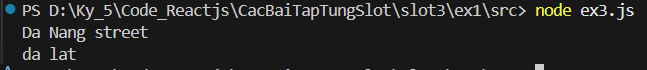 PS D:\Ky_5\Code_Reactjs\CacBaiTapTungSlot\slot3\ex1\src> node ex3.js
Da Nang street
da lat